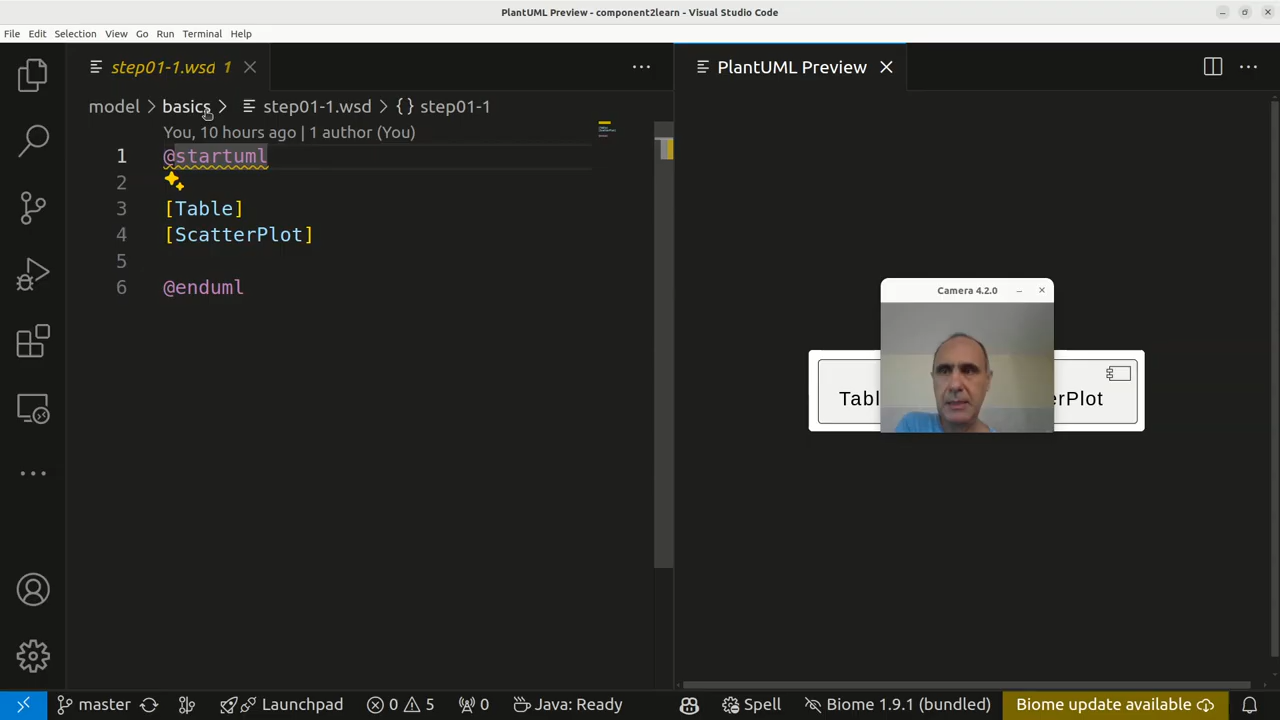 PlantUML Preview - component2learn - Visual Studio Code
File Edit Selection View Go Run Terminal Help
step01-1.wsd 1
PlantUML Preview
model > basics > step01-1.wsd > {} step01-1
You, 10 hours ago | 1 author (You)
1 @startuml
2
3 [Table]
4 [ScatterPlot]
5
6 @enduml
Camera 4.2.0
master Launchpad 0 5 0 Java: Ready Spell Biome 1.9.1 (bundled) Biome update available